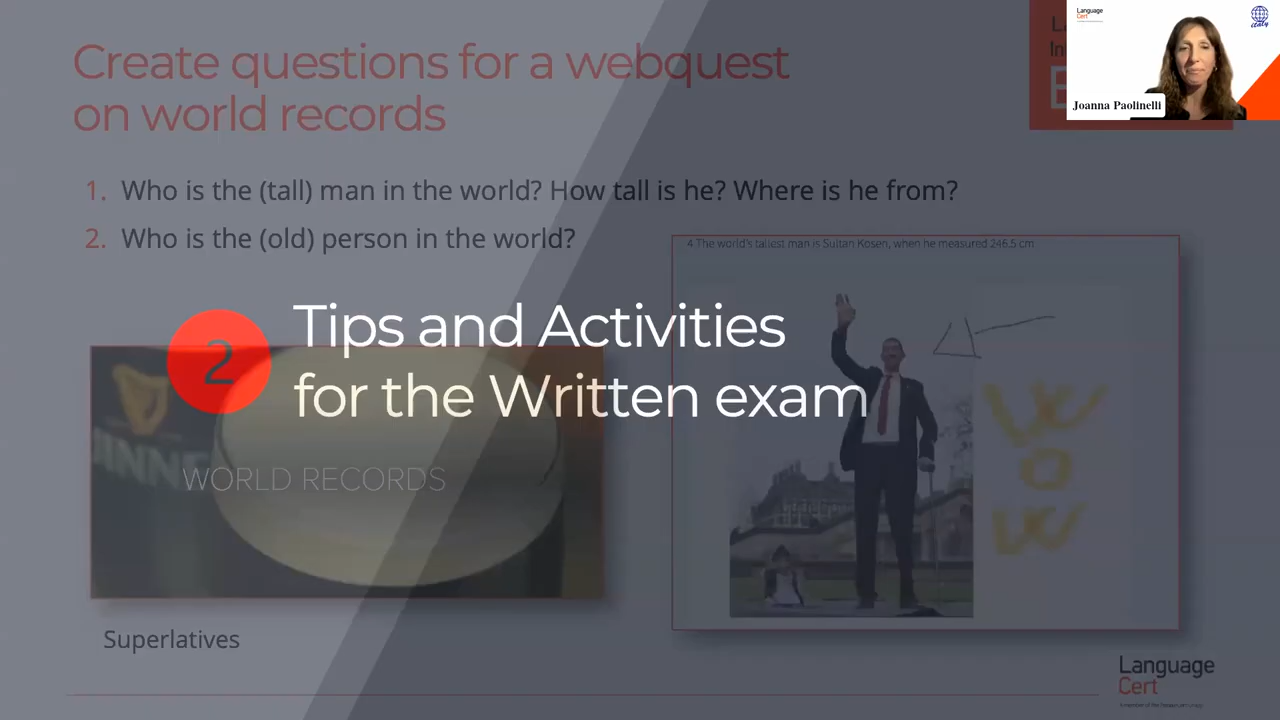 Create questions for a webquest
on world records
1. Who is the (tall) man in the world? How tall is he? Where is he from?
2. Who is the (old) person in the world?
4 The world's tallest man is Sultan Kosen, when he measured 246.5 cm
2
Tips and Activities
for the Written exam
WORLD RECORDS
WOW
Superlatives
Language
Cert
Language
Cert
Joanna Paolinelli